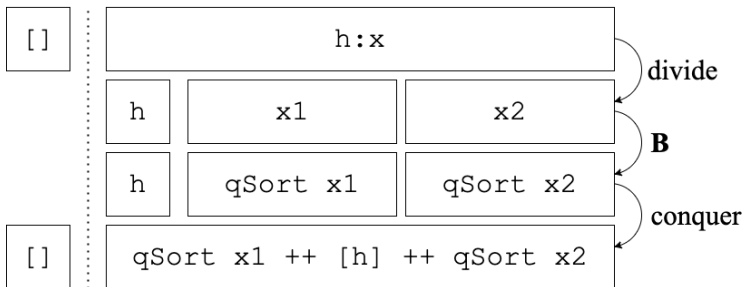 [] h:x
divide
h x1 x2
B
h qSort x1 qSort x2
conquer
[] qSort x1 ++ [h] ++ qSort x2